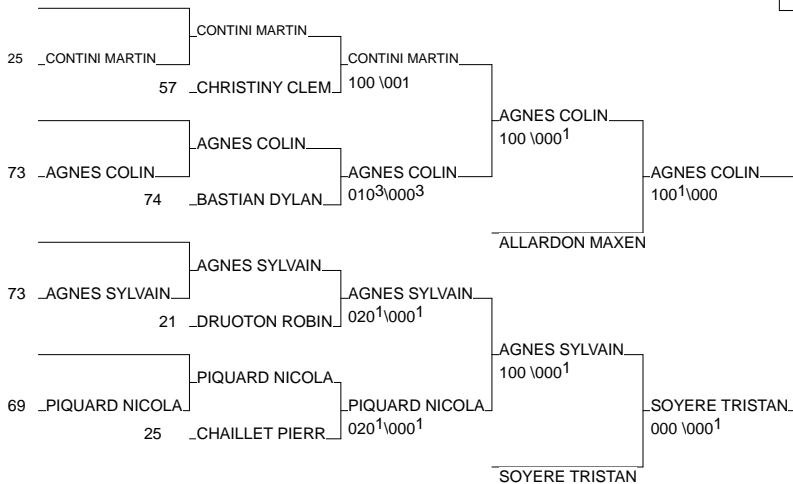 CONTINI MARTIN
25 CONTINI MARTIN CONTINI MARTIN
57 CHRISTINY CLEM 100 \001
AGNES COLIN
100 \000¹
AGNES COLIN
73 AGNES COLIN AGNES COLIN AGNES COLIN
74 BASTIAN DYLAN 010³\000³ 100¹\000
ALLARDON MAXEN
AGNES SYLVAIN
73 AGNES SYLVAIN AGNES SYLVAIN
21 DRUOTON ROBIN 020¹\000¹
AGNES SYLVAIN
100 \000¹
PIQUARD NICOLA
69 PIQUARD NICOLA PIQUARD NICOLA SOYERE TRISTAN
25 CHAILLET PIERR 020¹\000¹ 000 \000¹
SOYERE TRISTAN